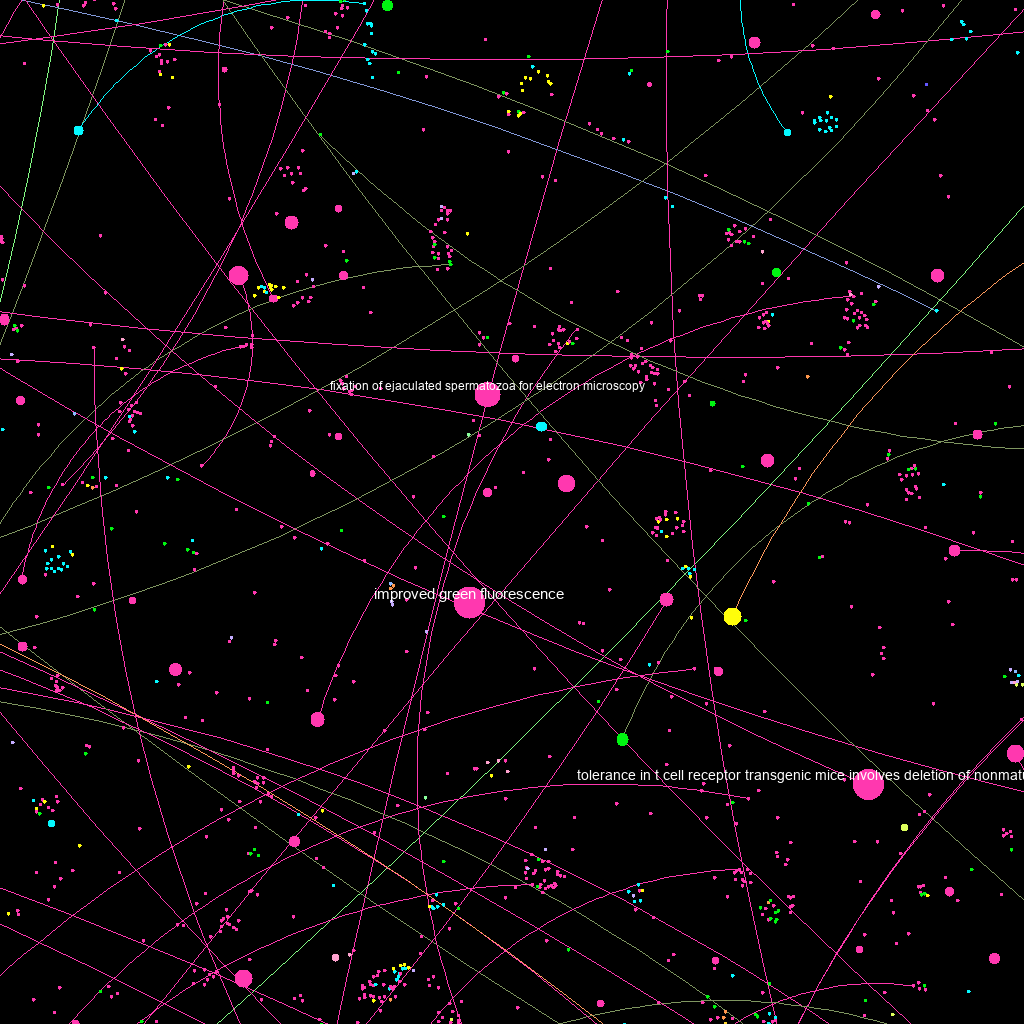 fixation of ejaculated spermatozoa for electron microscopy
improved green fluorescence
tolerance in t cell receptor transgenic mice involves deletion of